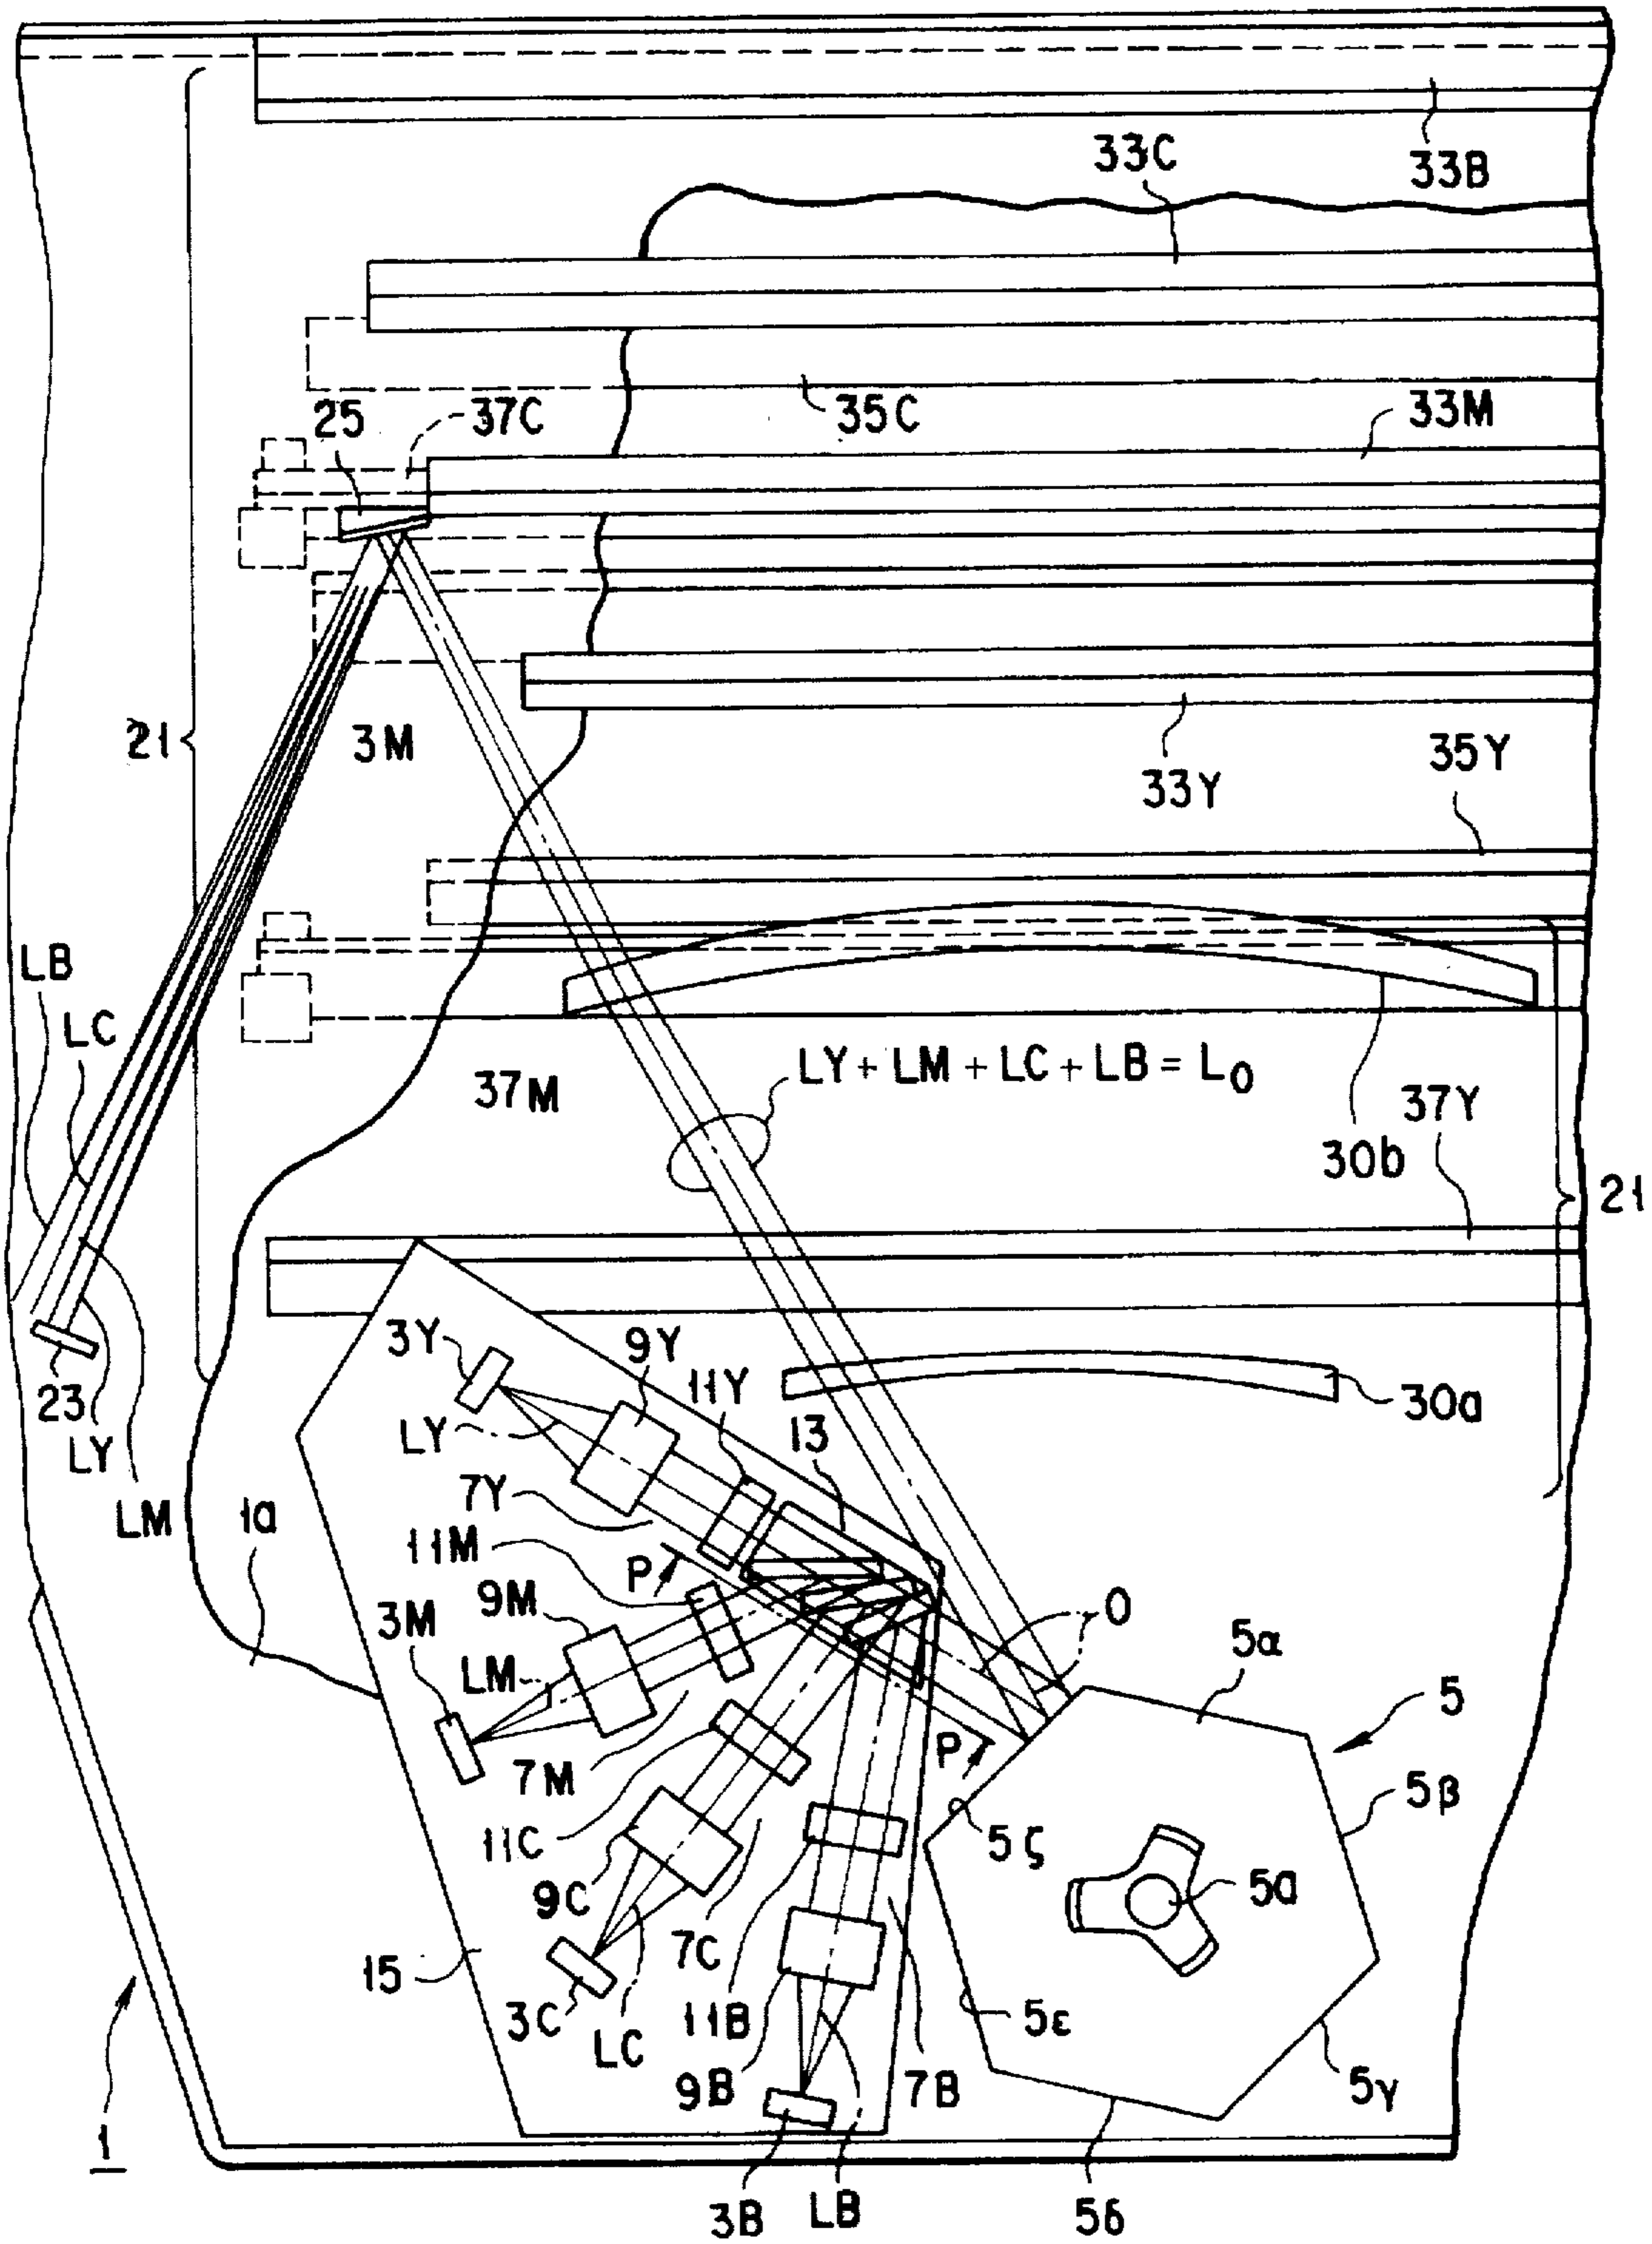 33C
33B
25
37C
35C
33M
21
3M
33Y
35Y
LB
LC
37M
LY + LM + LC + LB = L0
30b
37Y
21
3Y
9Y
11Y
13
30a
23
LY
LM
LY
7Y
1a
11M
P
9M
3M
LM
O
5α
5
7M
P
5β
11C
9C
5ζ
5a
15
7C
3C
LC
11B
5ε
9B
7B
5γ
1
3B
LB
5δ